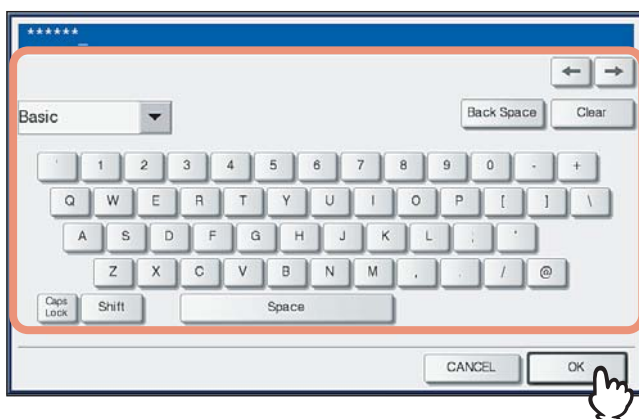 ******_
← →
Basic Back Space Clear
' 1 2 3 4 5 6 7 8 9 0 - +
Q W E R T Y U I O P [ ] \
A S D F G H J K L ; '
Z X C V B N M , . / @
Caps Lock Shift Space
CANCEL OK